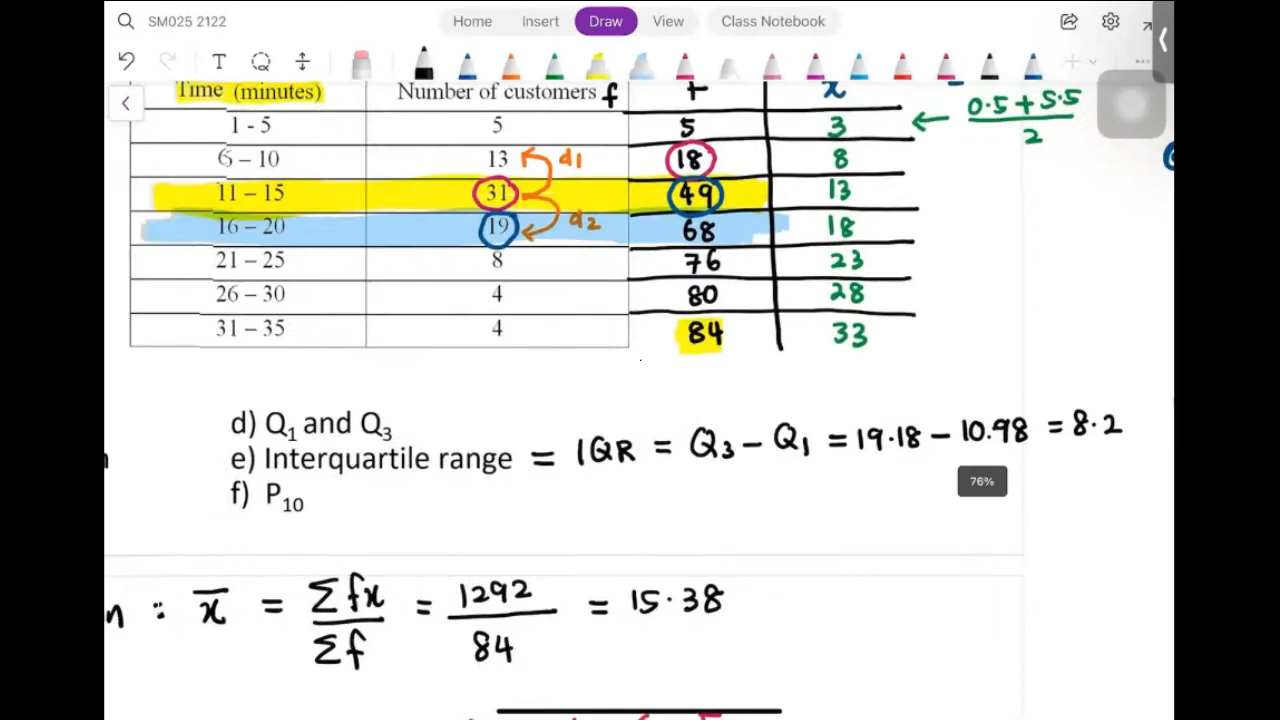 SM025 2122
Home Insert Draw View Class Notebook
T
Time (minutes) Number of customers f F x
1 - 5 5 5 3 ← 0.5 + 5.5 / 2
6 – 10 13 d1 18 8
11 – 15 31 49 13
16 – 20 19 d2 68 18
21 – 25 8 76 23
26 – 30 4 80 28
31 – 35 4 84 33
d) Q₁ and Q₃
e) Interquartile range = IQR = Q₃ – Q₁ = 19.18 – 10.98 = 8.2
76%
f) P₁₀
n : x̄ = Σfx / Σf = 1292 / 84 = 15.38